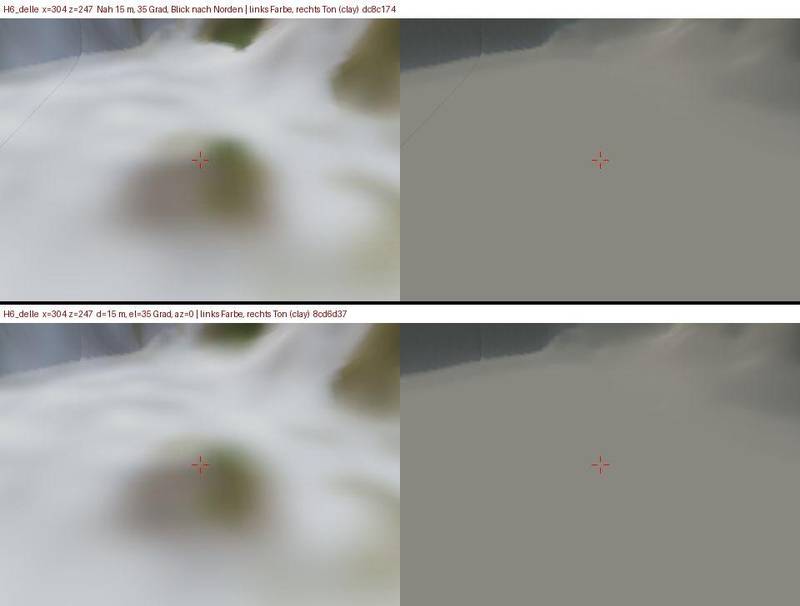 H6_delle x=304 z=247 Nah 15 m, 35 Grad, Blick nach Norden | links Farbe, rechts Ton (clay) dc8c174
H6_delle x=304 z=247 d=15 m, el=35 Grad, az=0 | links Farbe, rechts Ton (clay) 8cd6d37